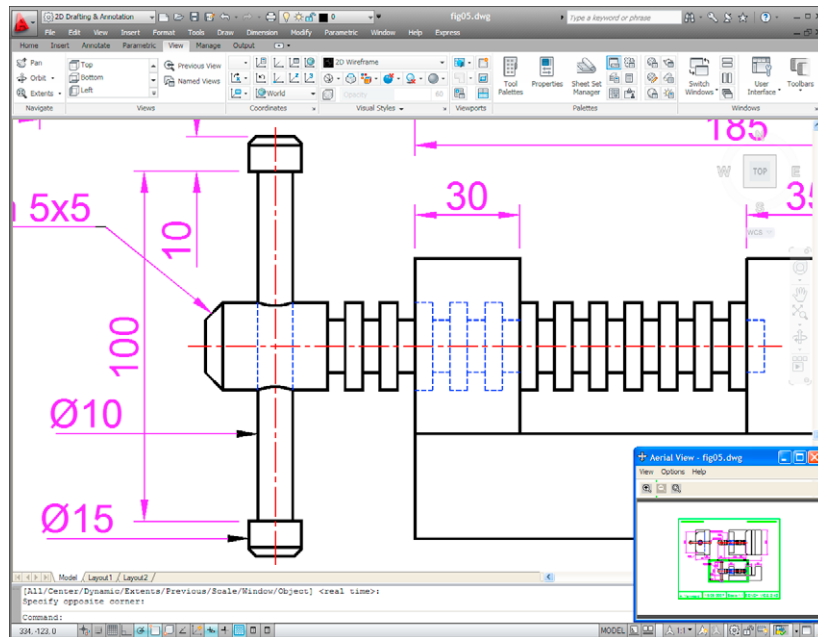 2D Drafting & Annotation
fig05.dwg
Type a keyword or phrase
File Edit View Insert Format Tools Draw Dimension Modify Parametric Window Help Express
Home Insert Annotate Parametric View Manage Output
Pan
Orbit
Extents
Navigate
Top
Bottom
Left
Previous View
Named Views
Views
World
Coordinates
2D Wireframe
Opacity 60
Visual Styles
Viewports
Tool Palettes
Properties
Sheet Set Manager
Palettes
Switch Windows
User Interface
Toolbars
Windows
185
30
35
5x5
10
100
Ø10
Ø15
N
W TOP E
S
WCS
Aerial View - fig05.dwg
View Options Help
Model Layout1 Layout2
[All/Center/Dynamic/Extents/Previous/Scale/Window/Object] <real time>:
Specify opposite corner:
Command:
334, -123.0
MODEL
1:1